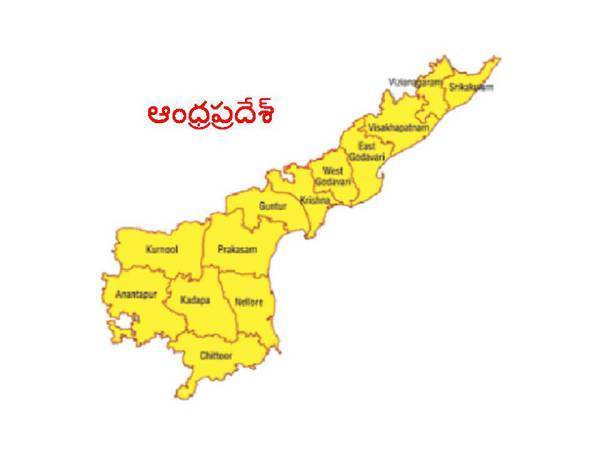 ఆంధ్రప్రదేశ్
Vizianagaram
Srikakulam
Visakhapatnam
East
Godavari
West
Godavari
Krishna
Guntur
Kurnool
Prakasam
Anantapur
Kadapa
Nellore
Chittoor